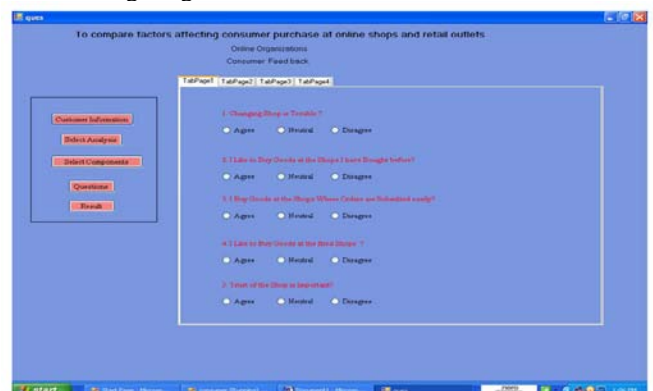 ques
To compare factors affecting consumer purchase at online shops and retail outlets
Online Organizations
Consumer Feed back
TabPage1 TabPage2 TabPage3 TabPage4
Customer Information
Select Analysis
Select Components
Questions
Result
1. Changing Shop is Trouble ?
Agree Neutral Disagree
2. I Like to Buy Goods at the Shops I have Bought before?
Agree Neutral Disagree
3. I Buy Goods at the Shops Where Orders are Submitted easily?
Agree Neutral Disagree
4. I Like to Buy Goods at the Shops ?
Agree Neutral Disagree
5. Trust of the Shop is Important?
Agree Neutral Disagree
start